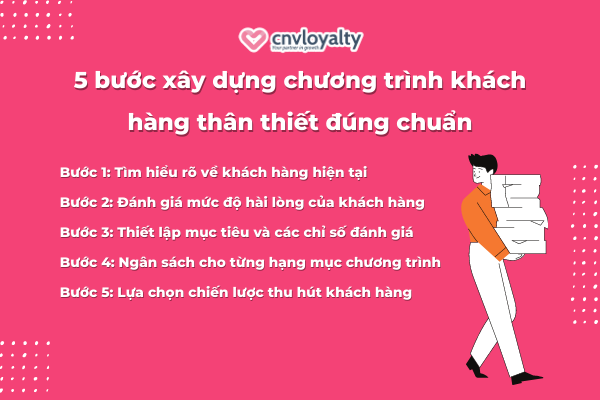 cnvloyalty
Your partner in growth
5 bước xây dựng chương trình khách
hàng thân thiết đúng chuẩn
Bước 1: Tìm hiểu rõ về khách hàng hiện tại
Bước 2: Đánh giá mức độ hài lòng của khách hàng
Bước 3: Thiết lập mục tiêu và các chỉ số đánh giá
Bước 4: Ngân sách cho từng hạng mục chương trình
Bước 5: Lựa chọn chiến lược thu hút khách hàng